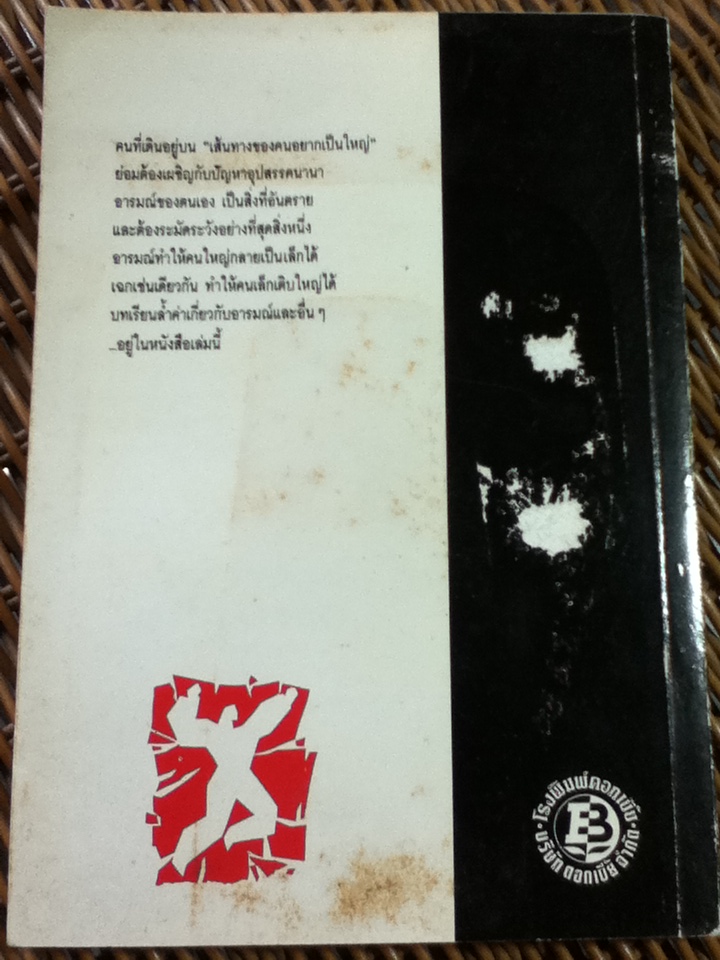 คนที่เดินอยู่บน "เส้นทางของคนอยากเป็นใหญ่"
ย่อมต้องเผชิญกับปัญหาอุปสรรคนานา
อารมณ์ของตนเอง เป็นสิ่งที่อันตราย
และต้องระมัดระวังอย่างที่สุดสิ่งหนึ่ง
อารมณ์ทำให้คนใหญ่กลายเป็นเล็กได้
เฉกเช่นเดียวกัน ทำให้คนเล็กเติบใหญ่ได้
บทเรียนล้ำค่าเกี่ยวกับอารมณ์และอื่น ๆ
...อยู่ในหนังสือเล่มนี้
โรงพิมพ์ดอกเบี้ย
B
บริษัท ดอกเบี้ย จำกัด